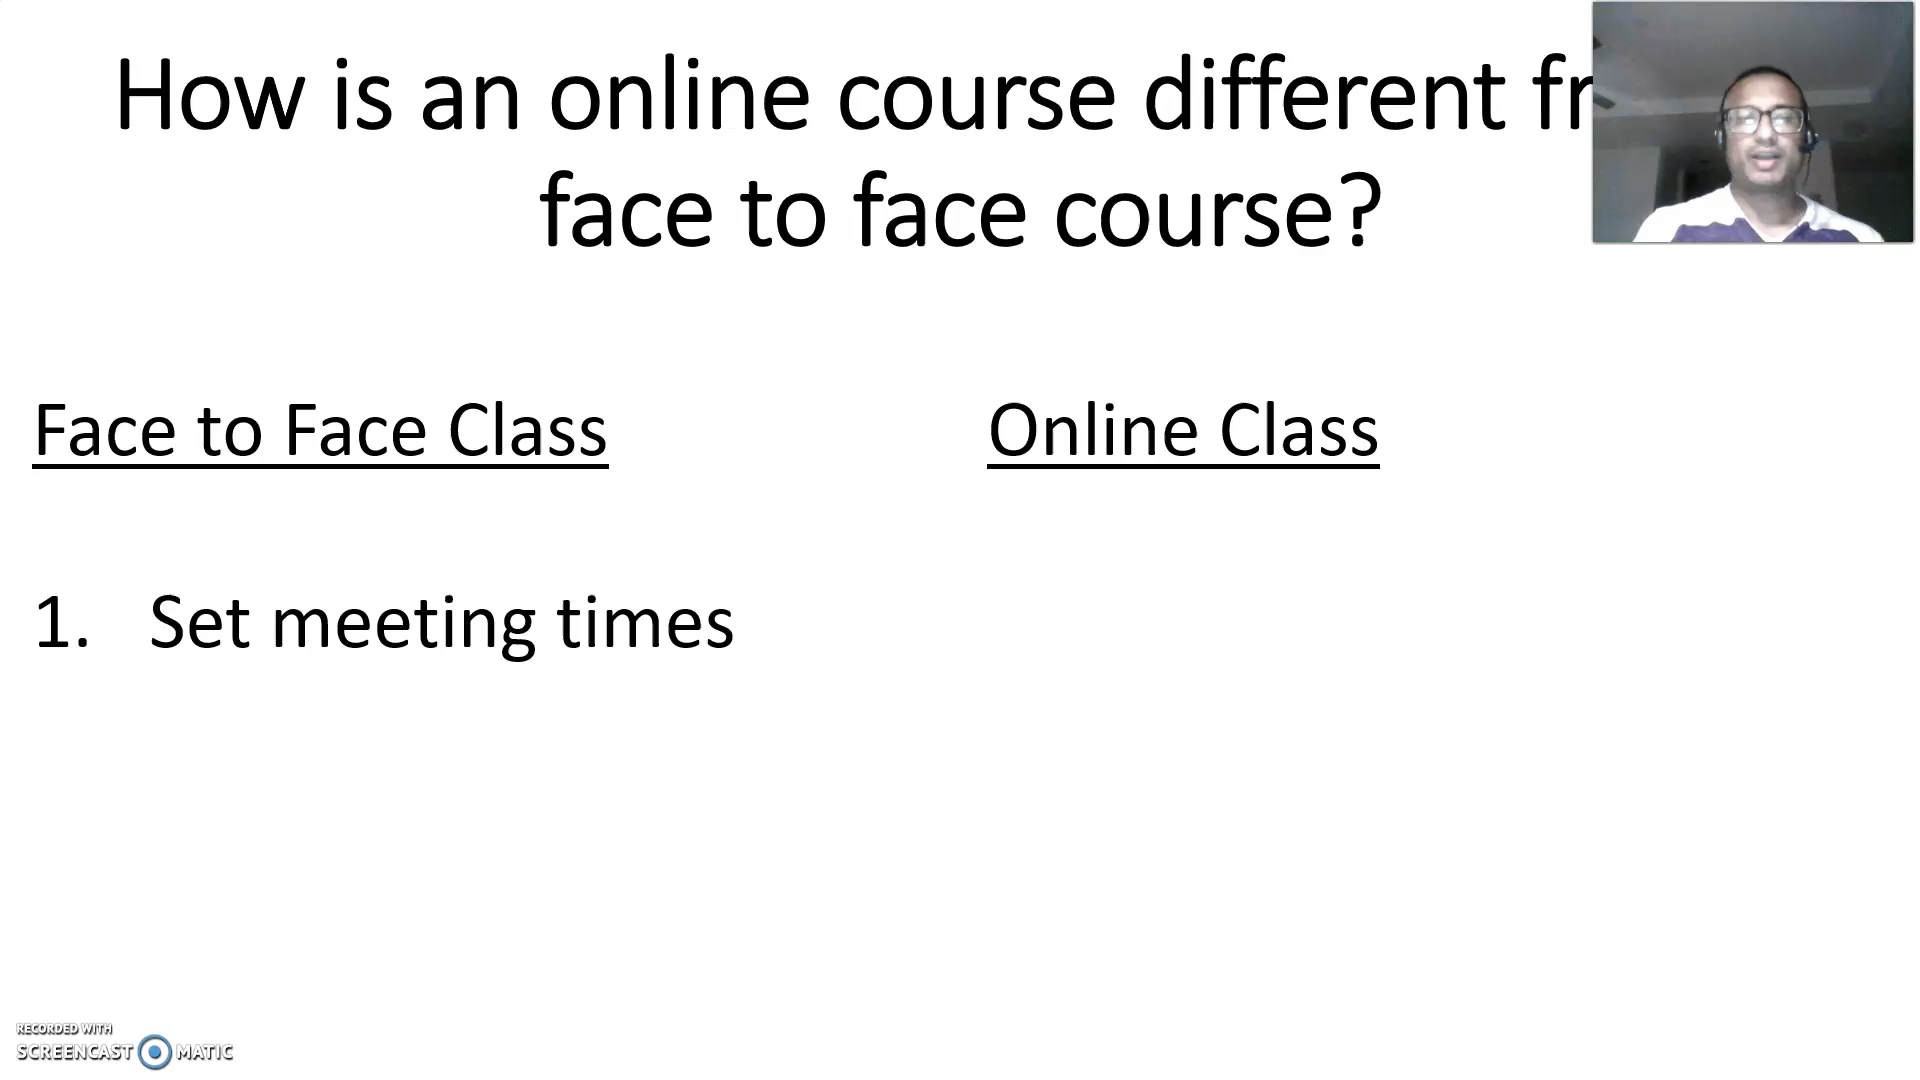 How is an online course different fr
face to face course?
Face to Face Class
Online Class
1. Set meeting times
RECORDED WITH
SCREENCAST MATIC